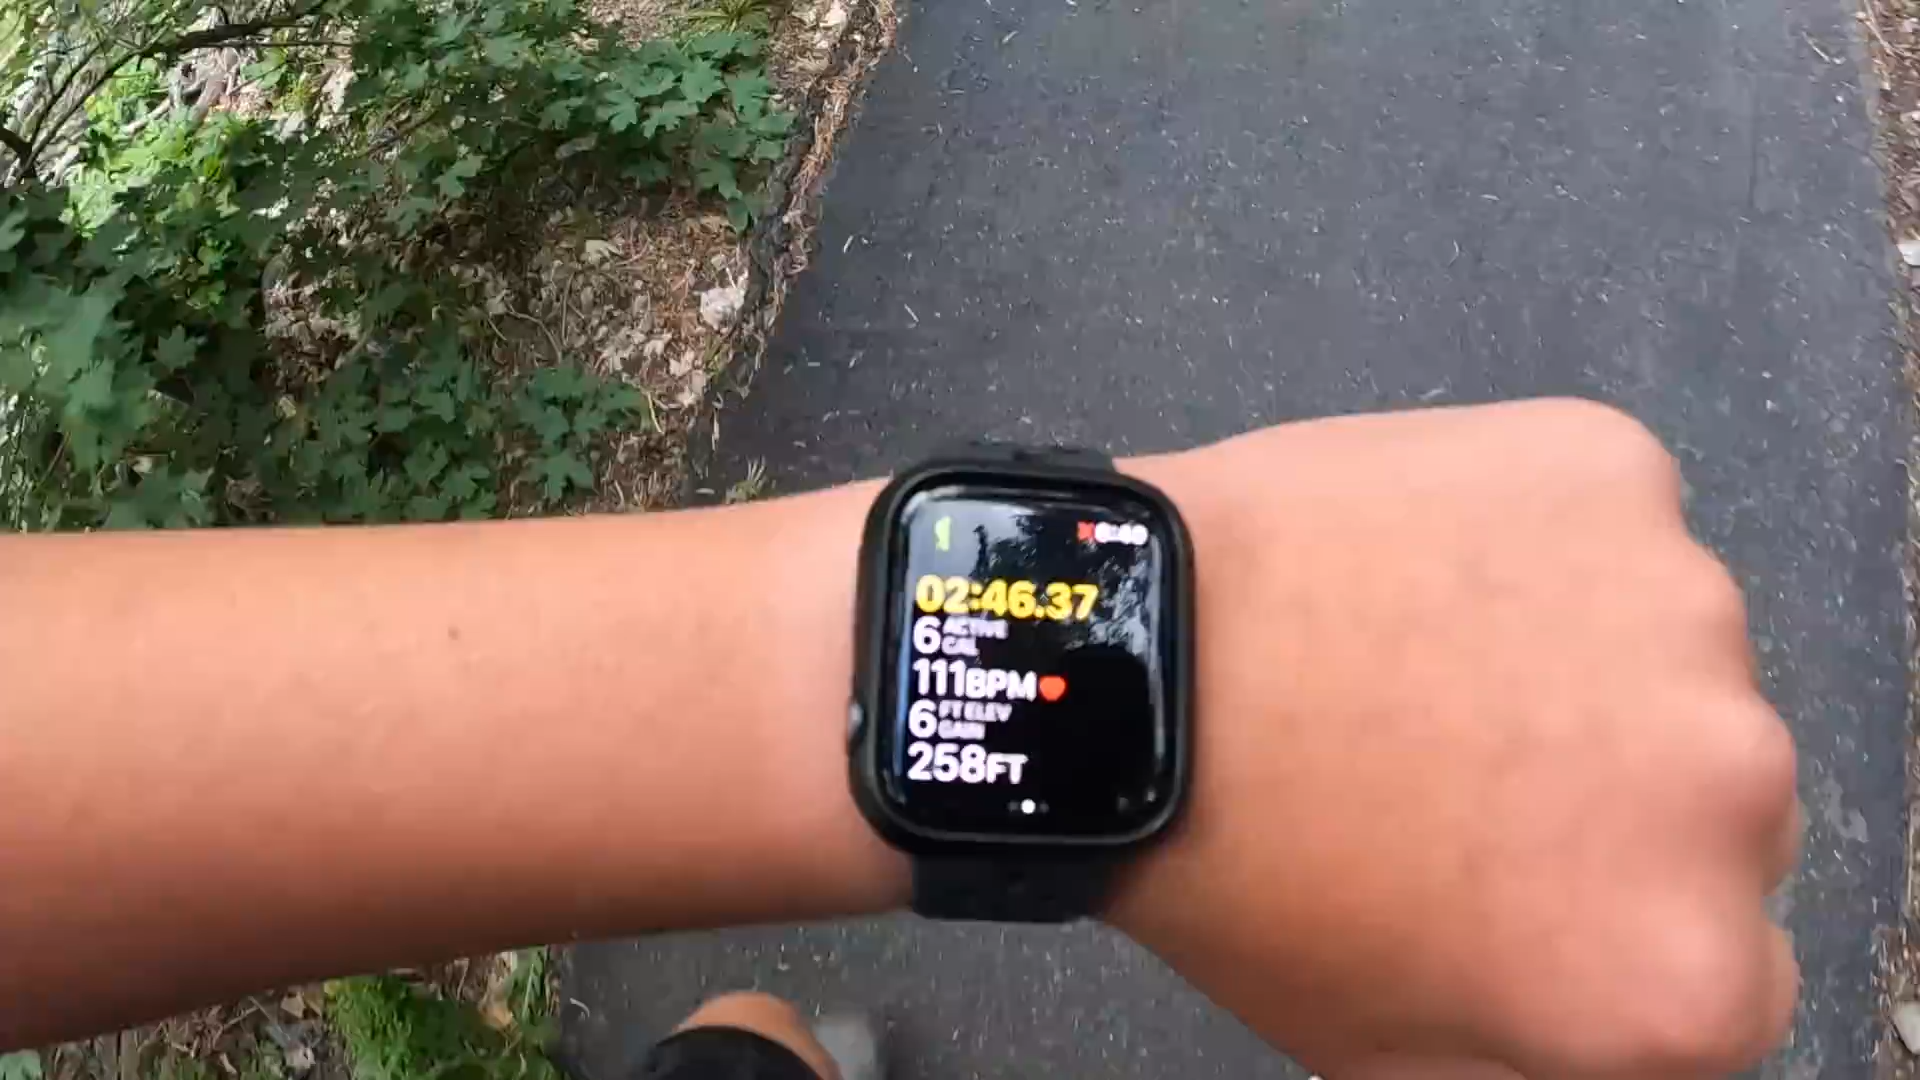 02:46.37
6 ACTIVE
CAL
111BPM
6 FT ELEV
GAIN
258FT